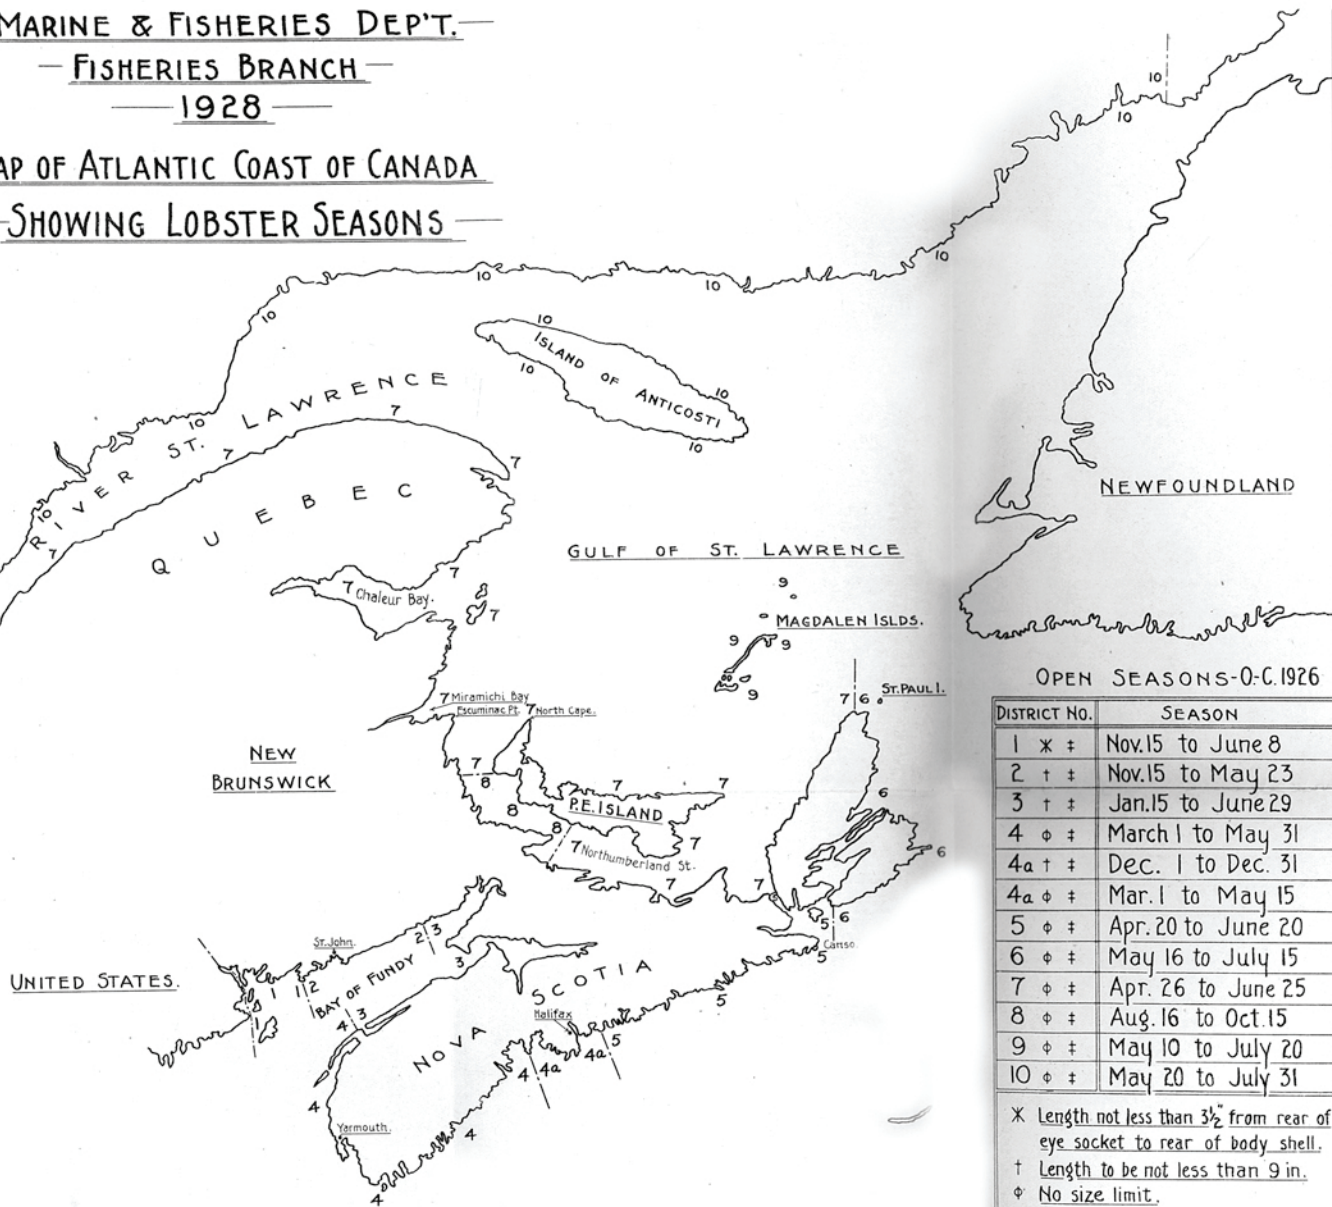 MARINE & FISHERIES DEP'T.
FISHERIES BRANCH
1928
AP OF ATLANTIC COAST OF CANADA
SHOWING LOBSTER SEASONS
10
10
10
10
10
10
10
ISLAND OF ANTICOSTI
10
10
10
10
10
RIVER ST. LAWRENCE
10
7
7
7
7
QUEBEC
NEWFOUNDLAND
GULF OF ST. LAWRENCE
7 Chaleur Bay.
7
7
9
MAGDALEN ISLDS.
9
9
9
7 Miramichi Bay
Escuminac Pt.
7 North Cape.
7 6
ST. PAUL I.
NEW
BRUNSWICK
7
8
8
8
7
7
P.E. ISLAND
7
7 Northumberland St.
7
7
6
6
5 6
Canso.
5
5
UNITED STATES.
St. John.
1
1 2
2 3
BAY OF FUNDY
3
4 3
NOVA SCOTIA
Halifax
5
4a
4 4a
4
Yarmouth.
4
4
OPEN SEASONS-O.-C. 1926
DISTRICT NO. SEASON
1 ⚹ ‡ Nov. 15 to June 8
2 † ‡ Nov. 15 to May 23
3 † ‡ Jan. 15 to June 29
4 ϕ ‡ March 1 to May 31
4a † ‡ Dec. 1 to Dec. 31
4a ϕ ‡ Mar. 1 to May 15
5 ϕ ‡ Apr. 20 to June 20
6 ϕ ‡ May 16 to July 15
7 ϕ ‡ Apr. 26 to June 25
8 ϕ ‡ Aug. 16 to Oct. 15
9 ϕ ‡ May 10 to July 20
10 ϕ ‡ May 20 to July 31
⚹ Length not less than 3½" from rear of
eye socket to rear of body shell.
† Length to be not less than 9 in.
ϕ No size limit.